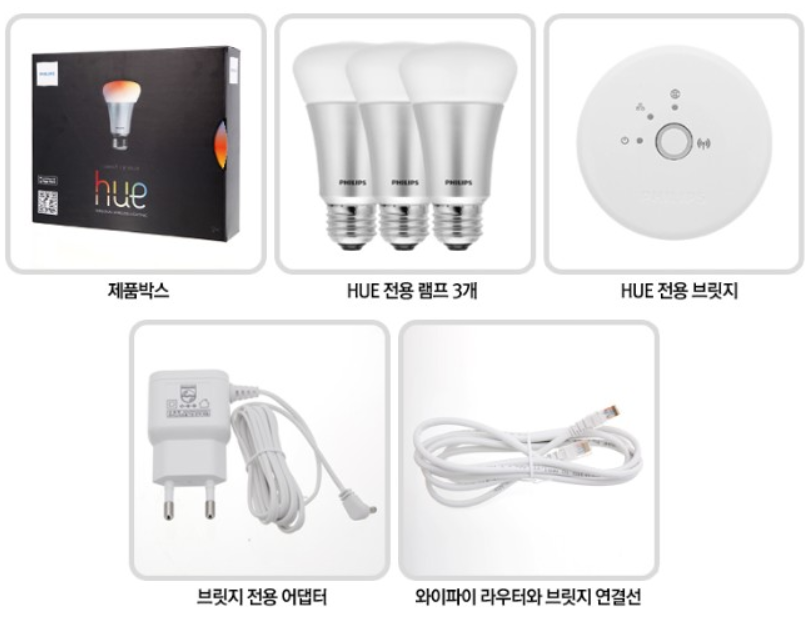 PHILIPS
hue
제품박스
PHILIPS
PHILIPS
PHILIPS
HUE 전용 램프 3개
HUE 전용 브릿지
브릿지 전용 어댑터
와이파이 라우터와 브릿지 연결선